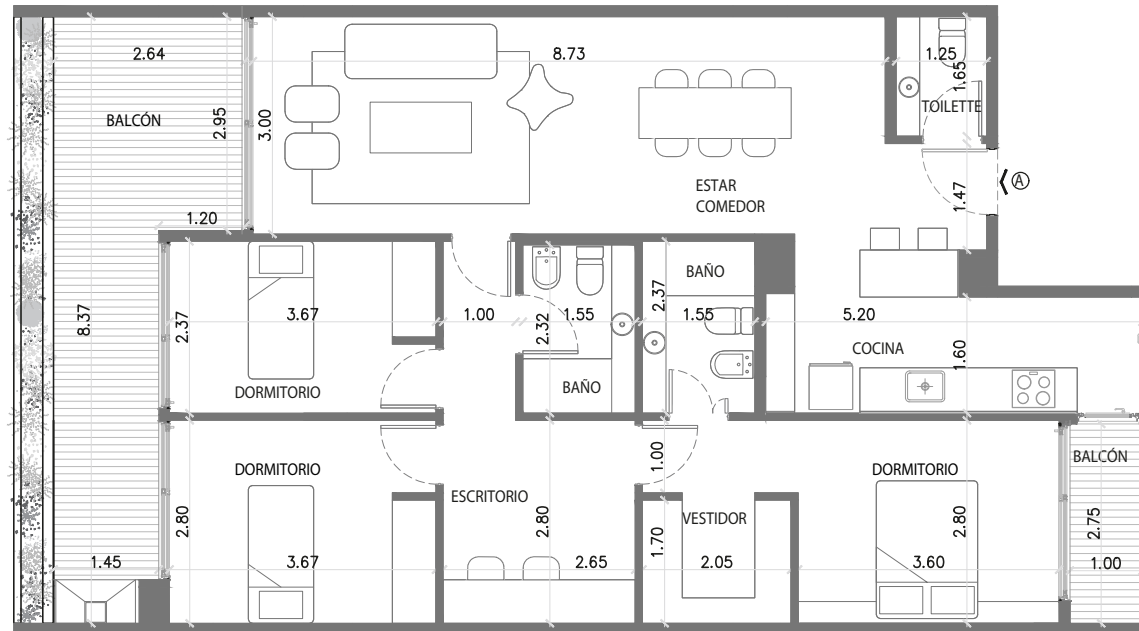 2.64
8.73
1.25
1.65
BALCÓN
2.95
3.00
TOILETTE
ESTAR
COMEDOR
1.47
A
1.20
8.37
2.37
3.67
1.00
2.32
1.55
BAÑO
2.37
1.55
5.20
COCINA
1.60
DORMITORIO
BAÑO
DORMITORIO
ESCRITORIO
1.00
DORMITORIO
BALCÓN
VESTIDOR
2.80
2.80
1.70
2.80
2.75
1.45
3.67
2.65
2.05
3.60
1.00